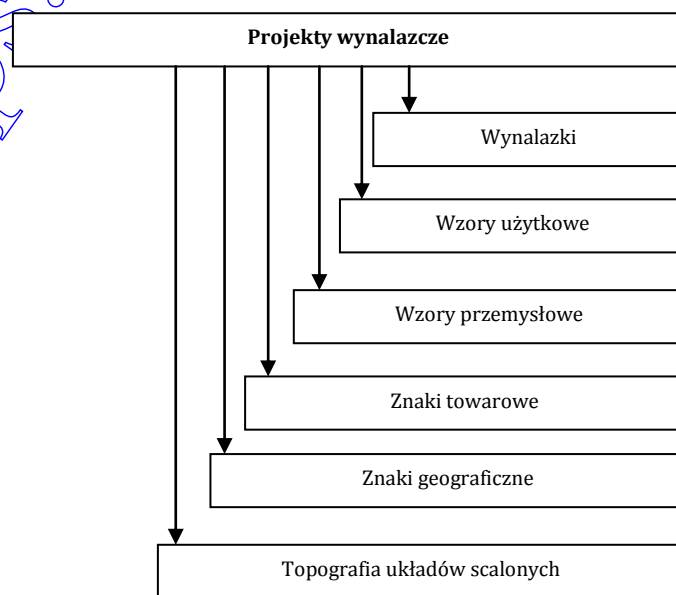 Projekty wynalazcze
Wynalazki
Wzory użytkowe
Wzory przemysłowe
Znaki towarowe
Znaki geograficzne
Topografia układów scalonych